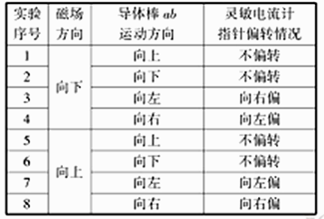 实验序号 磁场方向 导体棒 ab 运动方向 灵敏电流计指针偏转情况
1 向下 向上 不偏转
2 向下 不偏转
3 向左 向右偏
4 向右 向左偏
5 向上 向上 不偏转
6 向下 不偏转
7 向左 向左偏
8 向右 向右偏